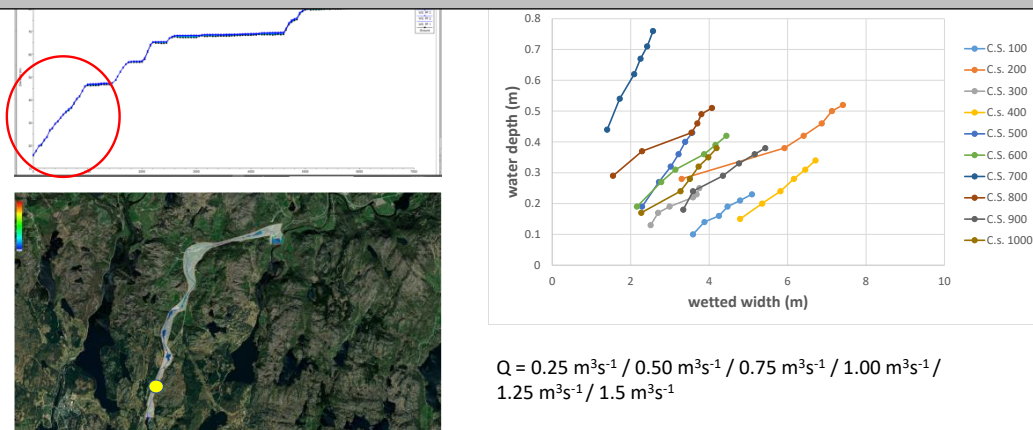 0.8
0.7
0.6
0.5
0.4
0.3
0.2
0.1
0
0 2 4 6 8 10
water depth (m)
wetted width (m)
C.S. 100
C.s. 200
C.S. 300
C.s. 400
C.S. 500
C.S. 600
C.S. 700
C.S. 800
C.S. 900
C.s. 1000
Q = 0.25 m³s⁻¹ / 0.50 m³s⁻¹ / 0.75 m³s⁻¹ / 1.00 m³s⁻¹ /
1.25 m³s⁻¹ / 1.5 m³s⁻¹